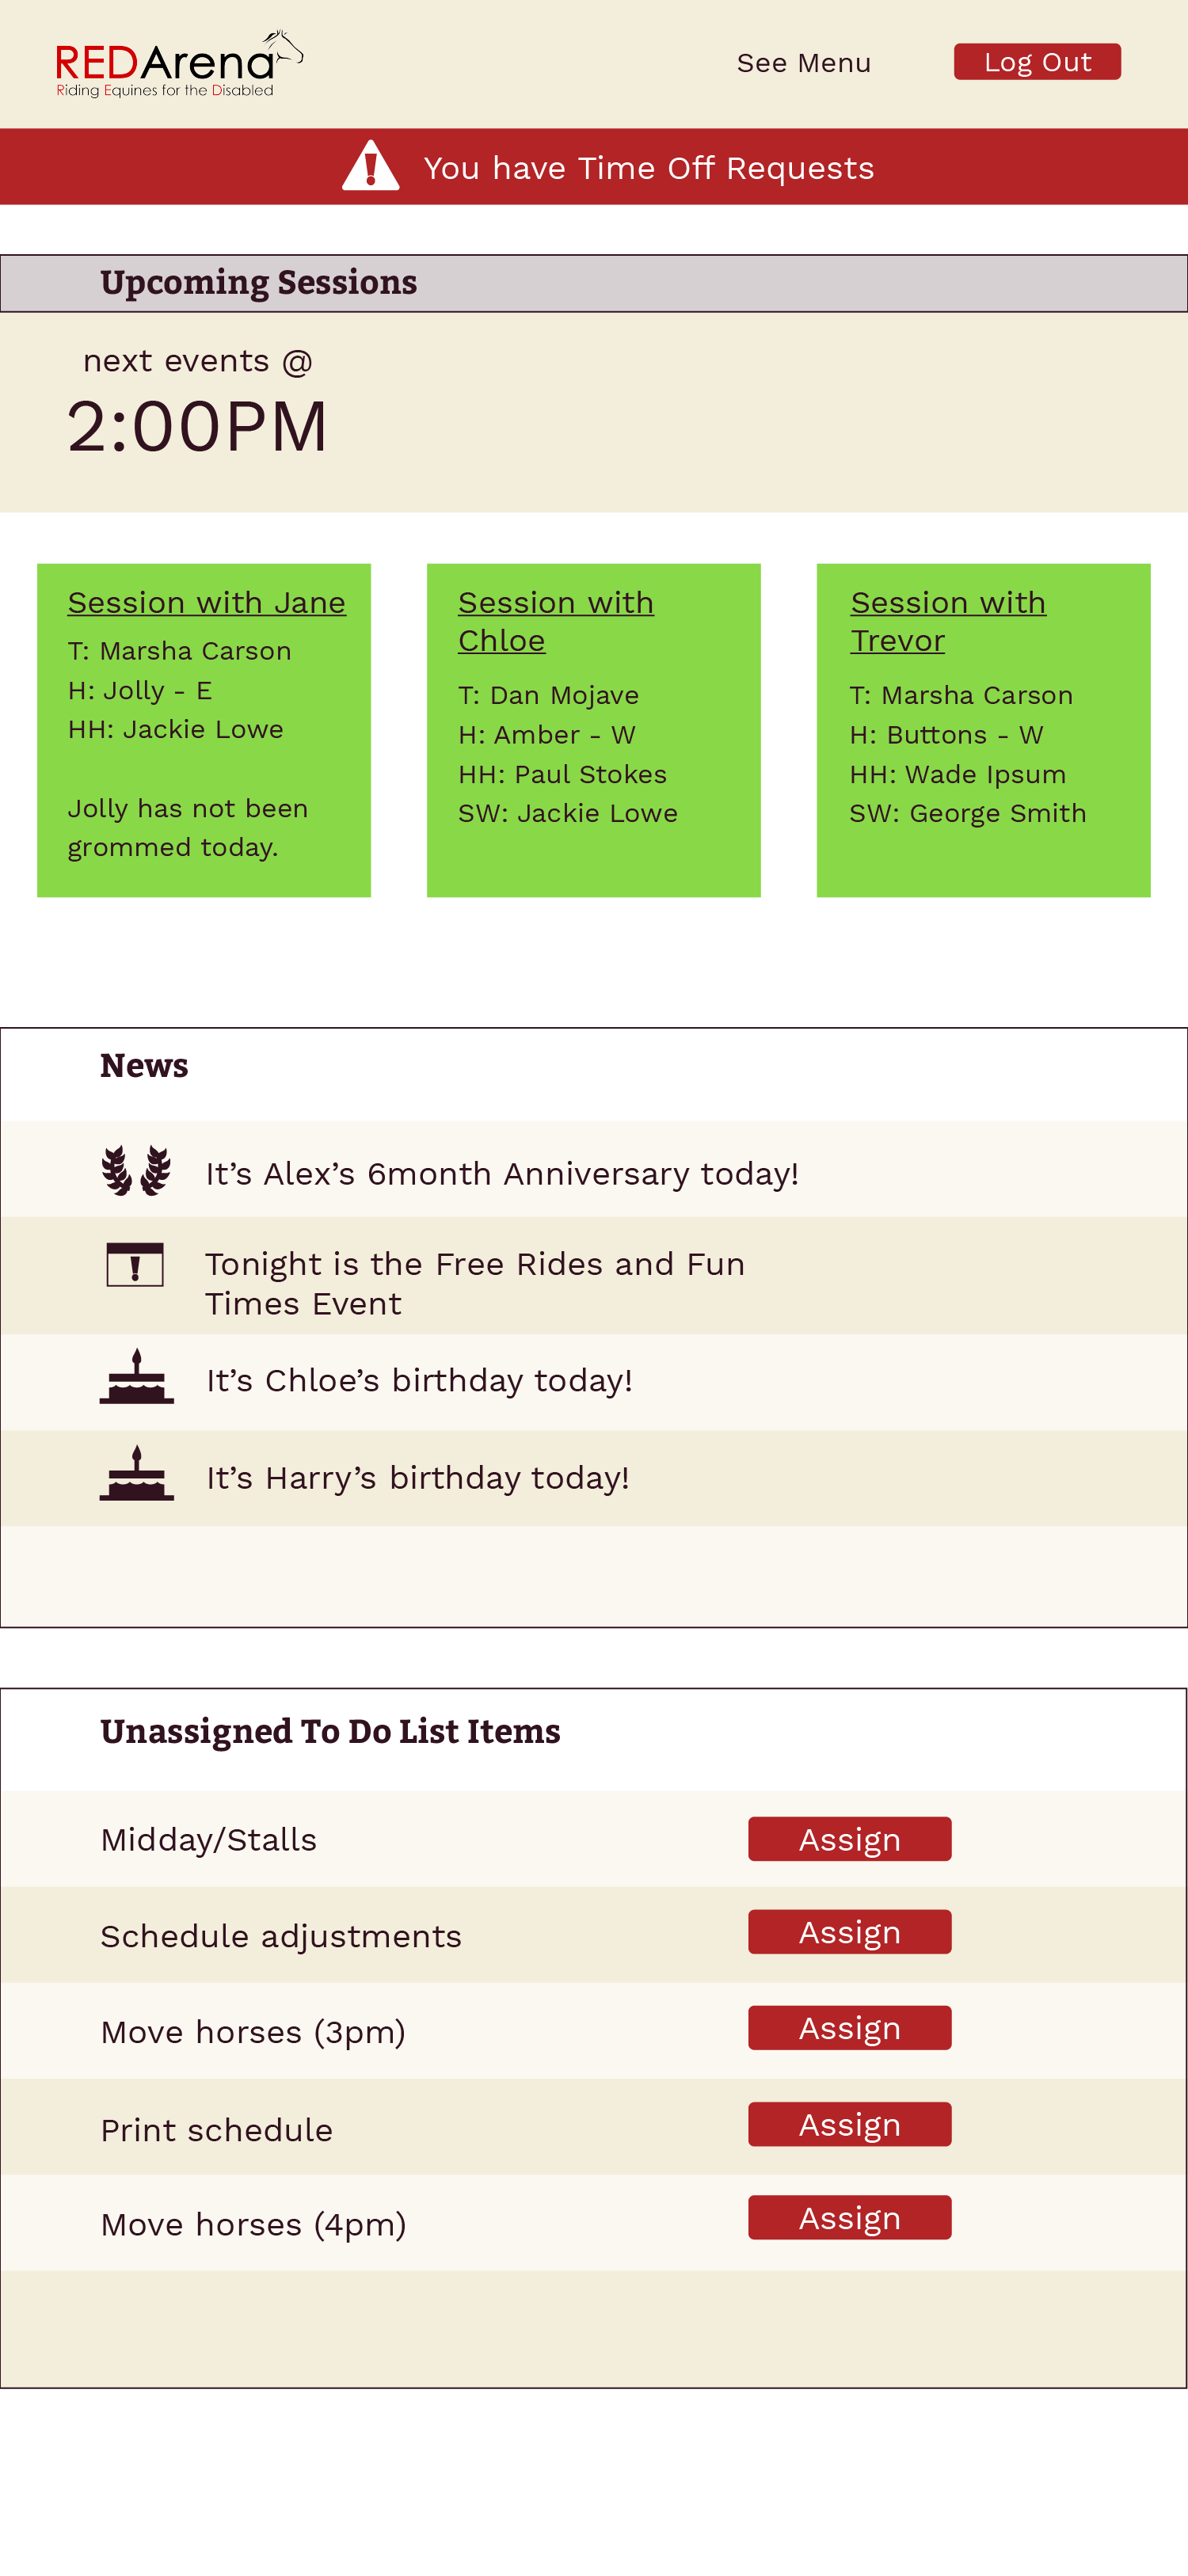 REDArena
Riding Equines for the Disabled
See Menu
Log Out
You have Time Off Requests
Upcoming Sessions
next events @
2:00PM
Session with Jane
T: Marsha Carson
H: Jolly - E
HH: Jackie Lowe
Jolly has not been
grommed today.
Session with
Chloe
T: Dan Mojave
H: Amber - W
HH: Paul Stokes
SW: Jackie Lowe
Session with
Trevor
T: Marsha Carson
H: Buttons - W
HH: Wade Ipsum
SW: George Smith
News
It’s Alex’s 6month Anniversary today!
Tonight is the Free Rides and Fun
Times Event
It’s Chloe’s birthday today!
It’s Harry’s birthday today!
Unassigned To Do List Items
Midday/Stalls
Assign
Schedule adjustments
Assign
Move horses (3pm)
Assign
Print schedule
Assign
Move horses (4pm)
Assign